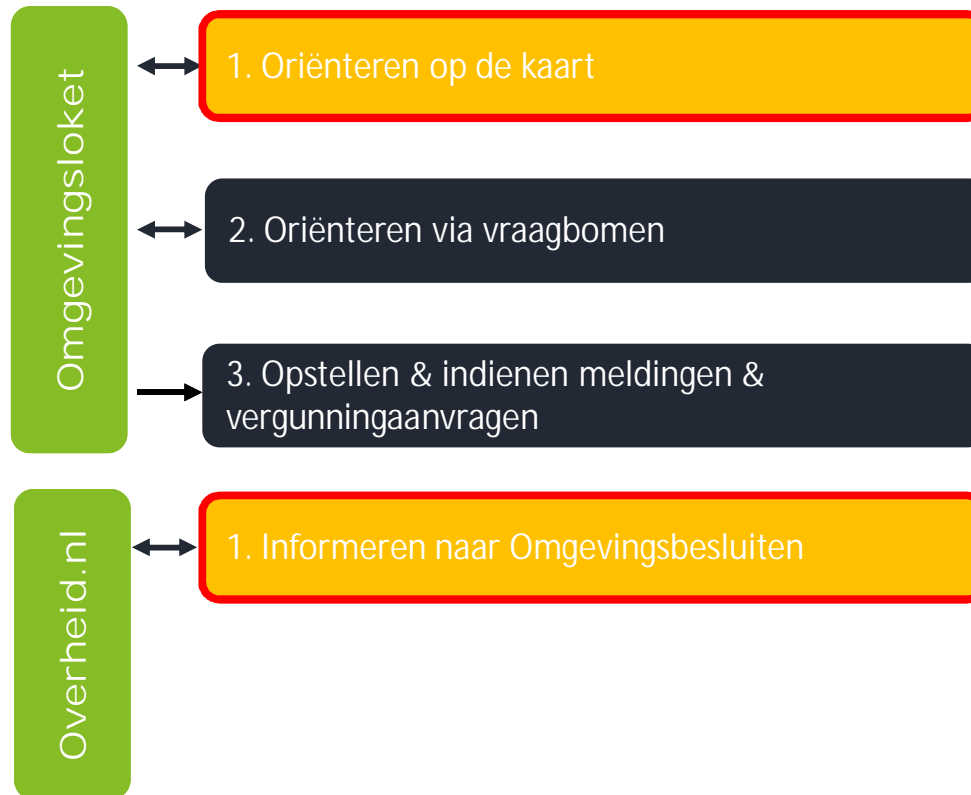 Omgevingsloket
1. Oriënteren op de kaart
2. Oriënteren via vraagbomen
3. Opstellen & indienen meldingen &
vergunningaanvragen
Overheid.nl
1. Informeren naar Omgevingsbesluiten